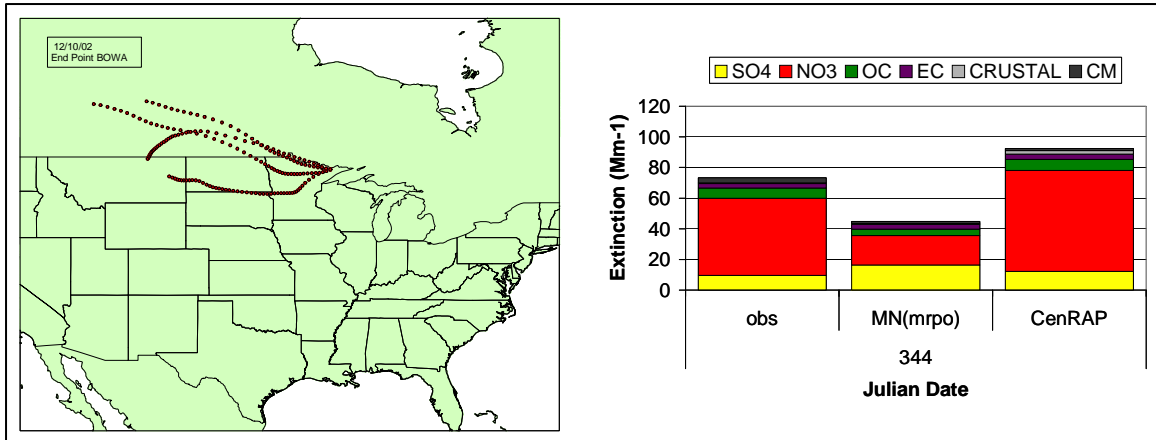 12/10/02
End Point BOWA
SO4 NO3 OC EC CRUSTAL CM
Extinction (Mm-1)
120
100
80
60
40
20
0
obs MN(mrpo) CenRAP
344
Julian Date